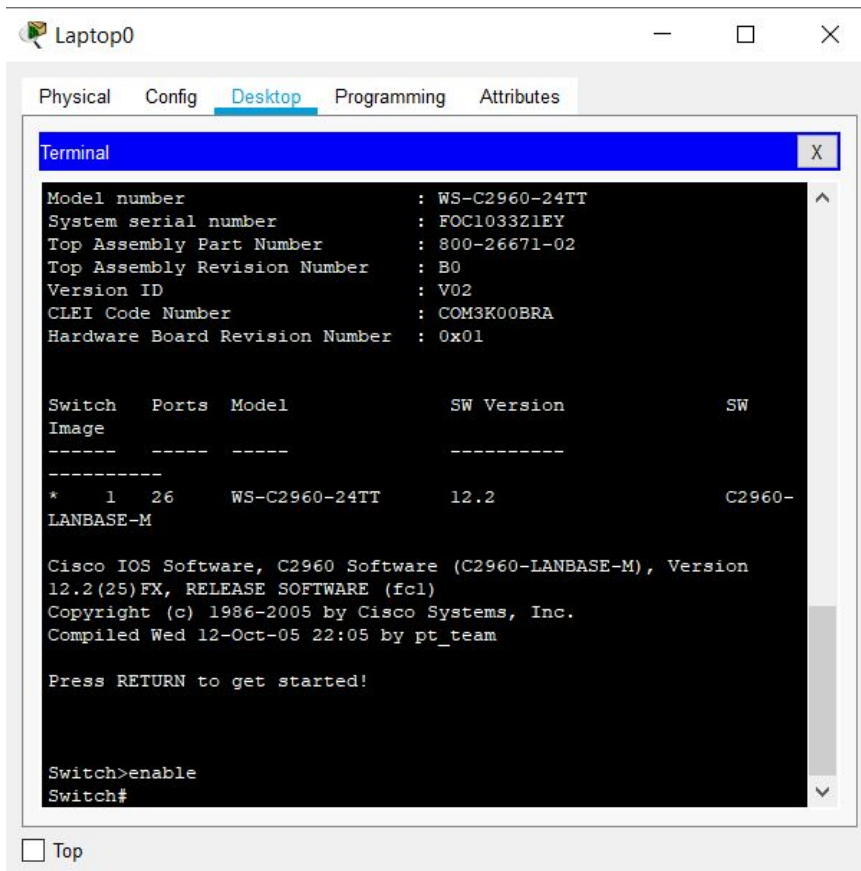 Laptop0
Physical Config Desktop Programming Attributes
Terminal X
Model number : WS-C2960-24TT
System serial number : FOC1033Z1EY
Top Assembly Part Number : 800-26671-02
Top Assembly Revision Number : B0
Version ID : V02
CLEI Code Number : COM3K00BRA
Hardware Board Revision Number : 0x01
Switch Ports Model SW Version SW
Image
------ ----- ----- ----------
----------
* 1 26 WS-C2960-24TT 12.2 C2960-
LANBASE-M
Cisco IOS Software, C2960 Software (C2960-LANBASE-M), Version
12.2(25)FX, RELEASE SOFTWARE (fc1)
Copyright (c) 1986-2005 by Cisco Systems, Inc.
Compiled Wed 12-Oct-05 22:05 by pt_team
Press RETURN to get started!
Switch>enable
Switch#
Top